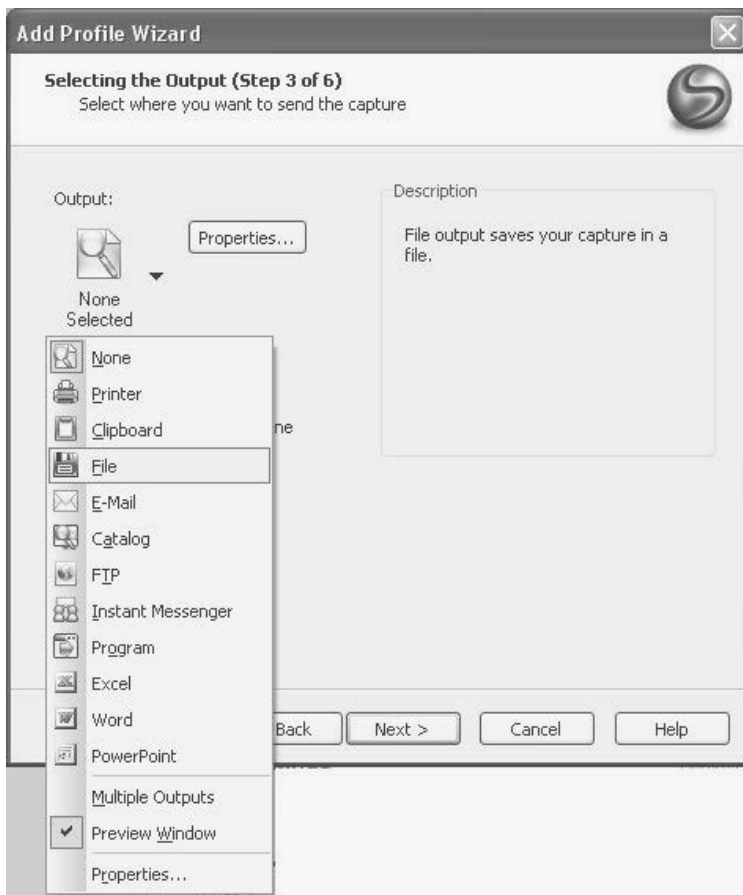 Add Profile Wizard
Selecting the Output (Step 3 of 6)
Select where you want to send the capture
Output:
Properties...
None
Selected
Description
File output saves your capture in a
file.
None
Printer
Clipboard
ne
File
E-Mail
Catalog
FTP
Instant Messenger
Program
Excel
Word
PowerPoint
Multiple Outputs
Preview Window
Properties...
Back
Next >
Cancel
Help